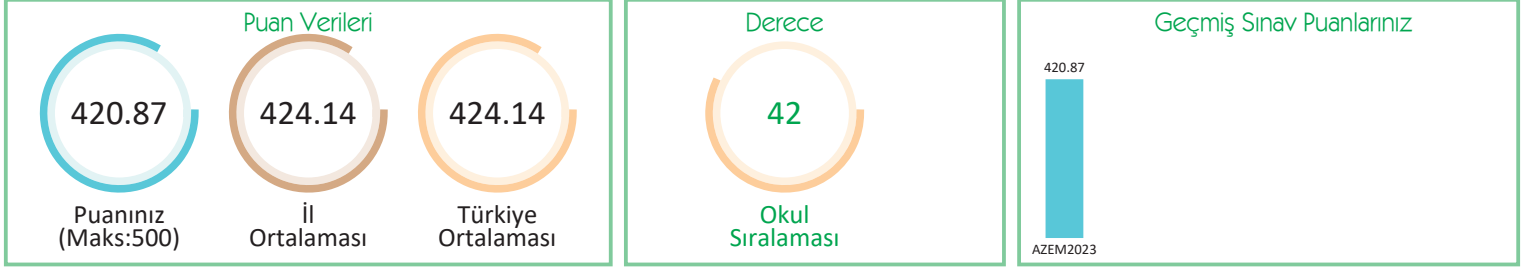 Puan Verileri
420.87
Puanınız
(Maks:500)
424.14
İl
Ortalaması
424.14
Türkiye
Ortalaması
Derece
42
Okul
Sıralaması
Geçmiş Sınav Puanlarınız
420.87
AZEM2023